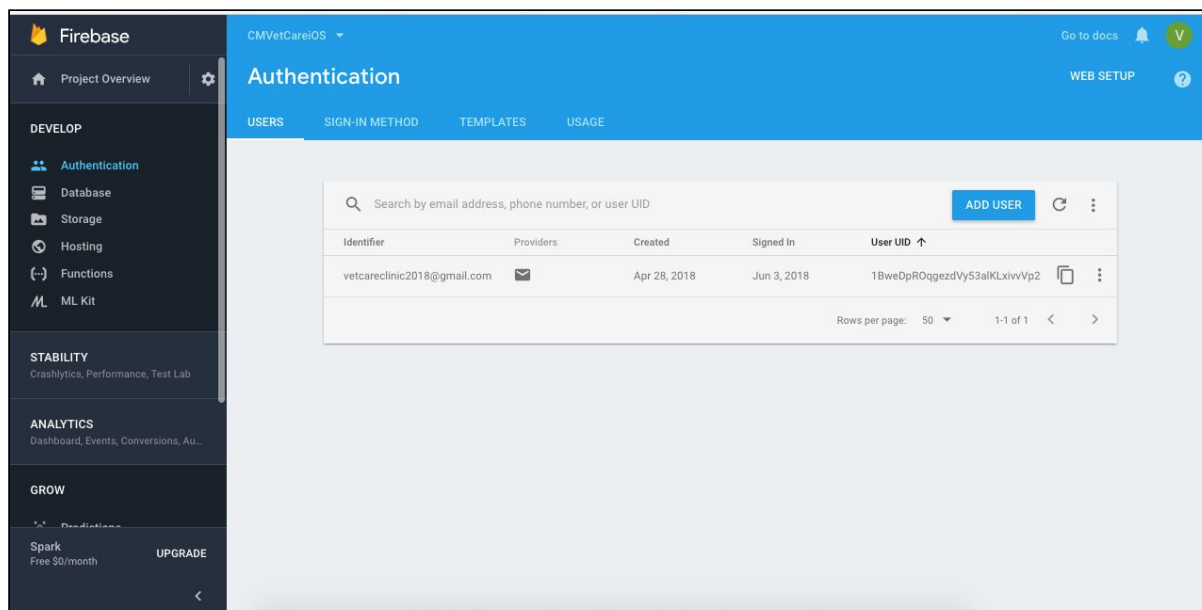 Firebase
Project Overview
DEVELOP
Authentication
Database
Storage
Hosting
Functions
ML Kit
STABILITY
Crashlytics, Performance, Test Lab
ANALYTICS
Dashboard, Events, Conversions, Au...
GROW
Predictions
Spark
Free $0/month
UPGRADE
CMVetCareiOS
Go to docs
V
Authentication
WEB SETUP
USERS SIGN-IN METHOD TEMPLATES USAGE
Search by email address, phone number, or user UID
ADD USER
Identifier Providers Created Signed In User UID
vetcareclinic2018@gmail.com Apr 28, 2018 Jun 3, 2018 1BweDpROqgezdVy53alKLxivvVp2
Rows per page: 50 1-1 of 1